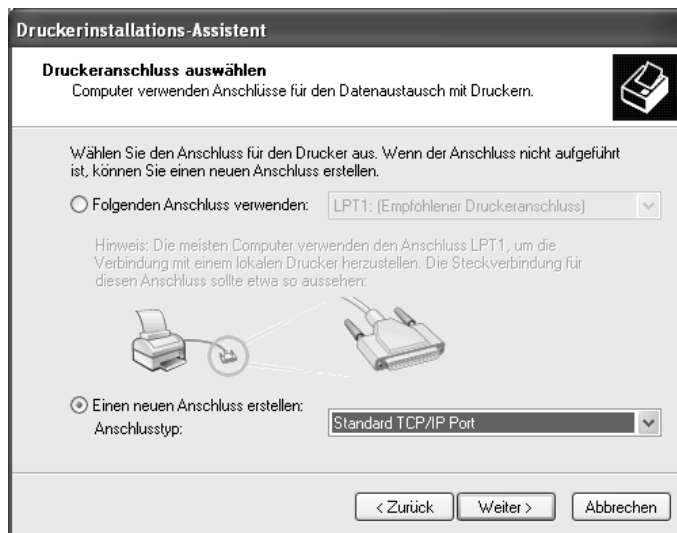 Druckerinstallations-Assistent
Druckeranschluss auswählen
Computer verwenden Anschlüsse für den Datenaustausch mit Druckern.
Wählen Sie den Anschluss für den Drucker aus. Wenn der Anschluss nicht aufgeführt
ist, können Sie einen neuen Anschluss erstellen.
Folgenden Anschluss verwenden: LPT1: (Empfohlener Druckeranschluss)
Hinweis: Die meisten Computer verwenden den Anschluss LPT1, um die
Verbindung mit einem lokalen Drucker herzustellen. Die Steckverbindung für
diesen Anschluss sollte etwa so aussehen:
Einen neuen Anschluss erstellen:
Anschlusstyp: Standard TCP/IP Port
< Zurück Weiter > Abbrechen